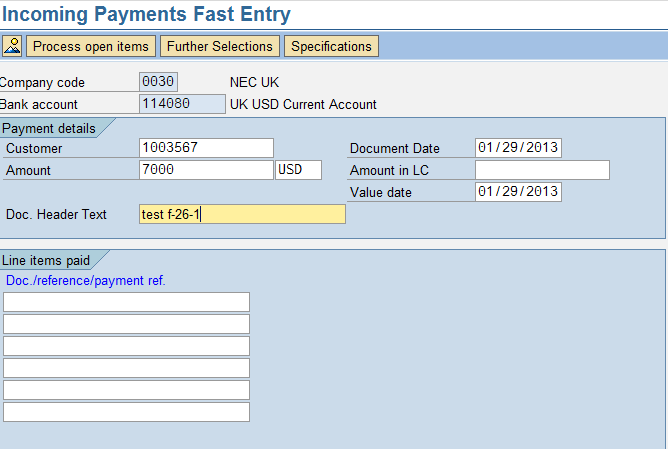 Incoming Payments Fast Entry
Process open items Further Selections Specifications
Company code 0030 NEC UK
Bank account 114080 UK USD Current Account
Payment details
Customer 1003567 Document Date 01/29/2013
Amount 7000 USD Amount in LC
Value date 01/29/2013
Doc. Header Text test f-26-1
Line items paid
Doc./reference/payment ref.